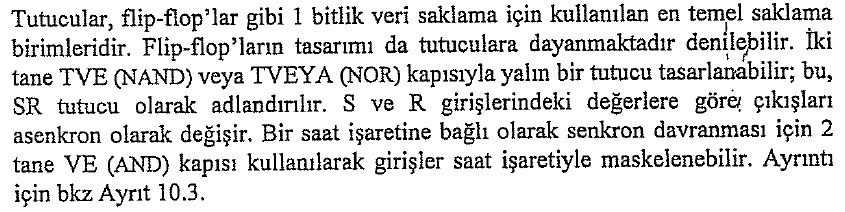 Tutucular, flip-flop'lar gibi 1 bitlik veri saklama için kullanılan en temel saklama
birimleridir. Flip-flop'ların tasarımı da tutuculara dayanmaktadır denilebilir. İki
tane TVE (NAND) veya TVEYA (NOR) kapısıyla yalın bir tutucu tasarlanabilir; bu,
SR tutucu olarak adlandırılır. S ve R girişlerindeki değerlere göre çıkışları
asenkron olarak değişir. Bir saat işaretine bağlı olarak senkron davranması için 2
tane VE (AND) kapısı kullanılarak girişler saat işaretiyle maskelenebilir. Ayrıntı
için bkz Ayrıt 10.3.